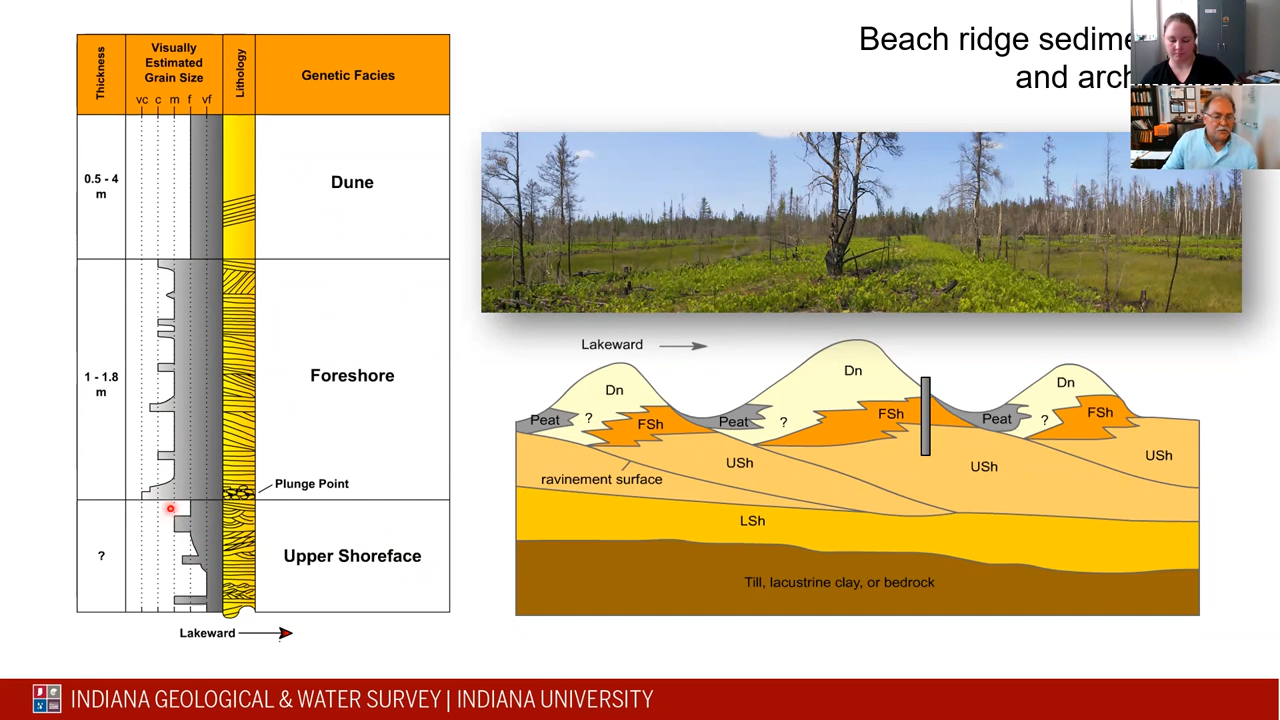 Beach ridge
and
Thickness
Visually
Estimated
Grain Size
vc c m f vf
Lithology
Genetic Facies
0.5 - 4
m
Dune
1 - 1.8
m
Foreshore
Plunge Point
?
Upper Shoreface
Lakeward
Lakeward
Dn
Dn
Dn
Peat
?
FSh
Peat
?
FSh
Peat
?
FSh
USh
USh
USh
ravinement surface
LSh
Till, lacustrine clay, or bedrock
INDIANA GEOLOGICAL & WATER SURVEY | INDIANA UNIVERSITY